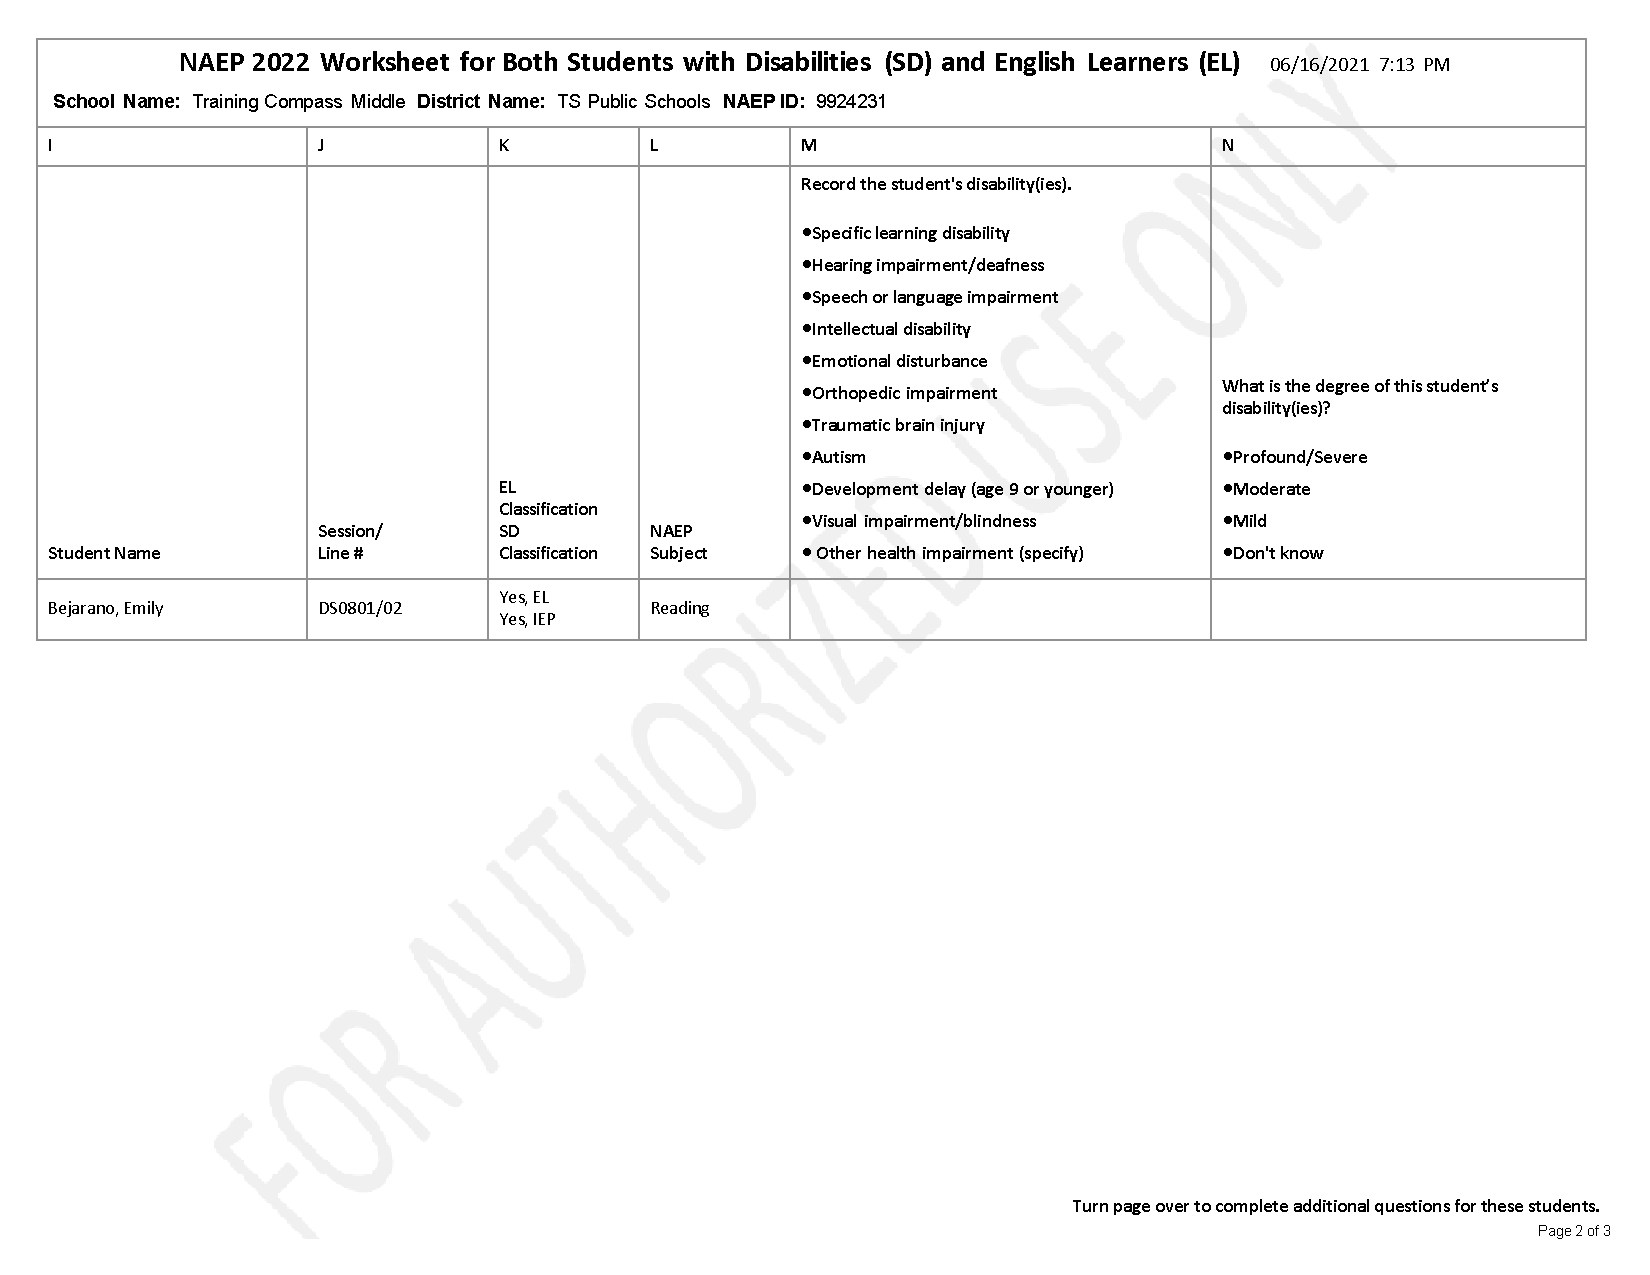 NAEP 2022 Worksheet for Both Students with Disabilities (SD) and English Learners (EL) 06/16/2021 7:13 PM
School Name: Training Compass Middle District Name: TS Public Schools NAEP ID: 9924231
I J K L M N
Student Name
Session/
Line #
EL
Classification
SD
Classification
NAEP
Subject
Record the student's disability(ies).
•Specific learning disability
•Hearing impairment/deafness
•Speech or language impairment
•Intellectual disability
•Emotional disturbance
•Orthopedic impairment
•Traumatic brain injury
•Autism
•Development delay (age 9 or younger)
•Visual impairment/blindness
• Other health impairment (specify)
What is the degree of this student’s
disability(ies)?
•Profound/Severe
•Moderate
•Mild
•Don't know
Bejarano, Emily
DS0801/02
Yes, EL
Yes, IEP
Reading
FOR AUTHORIZED USE ONLY
Turn page over to complete additional questions for these students.
Page 2 of 3